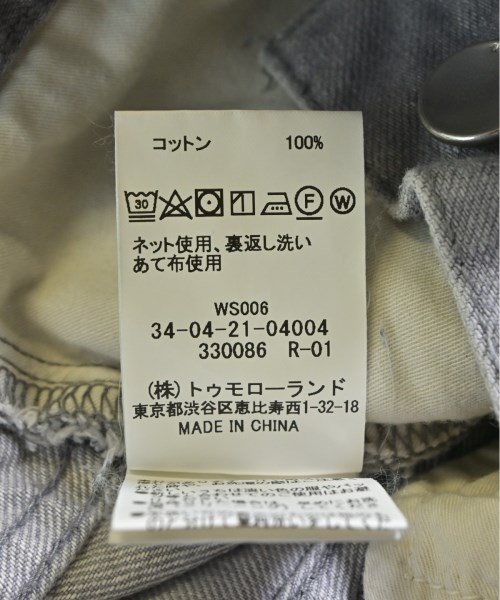 コットン 100%
30 F W
ネット使用、裏返し洗い
あて布使用
WS006
34-04-21-04004
330086 R-01
(株)トゥモローランド
東京都渋谷区恵比寿西1-32-18
MADE IN CHINA